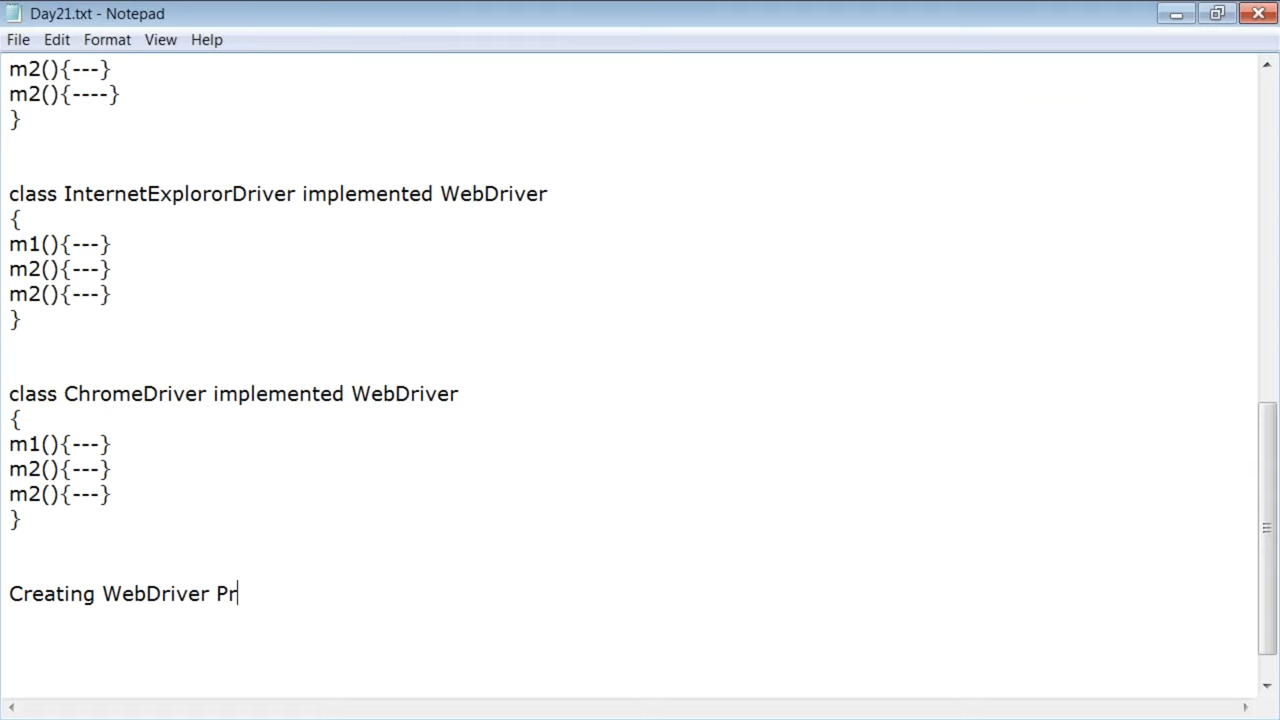 Day21.txt - Notepad
File Edit Format View Help
m2(){---}
m2(){----}
}
class InternetExplororDriver implemented WebDriver
{
m1(){---}
m2(){---}
m2(){---}
}
class ChromeDriver implemented WebDriver
{
m1(){---}
m2(){---}
m2(){---}
}
Creating WebDriver Pr